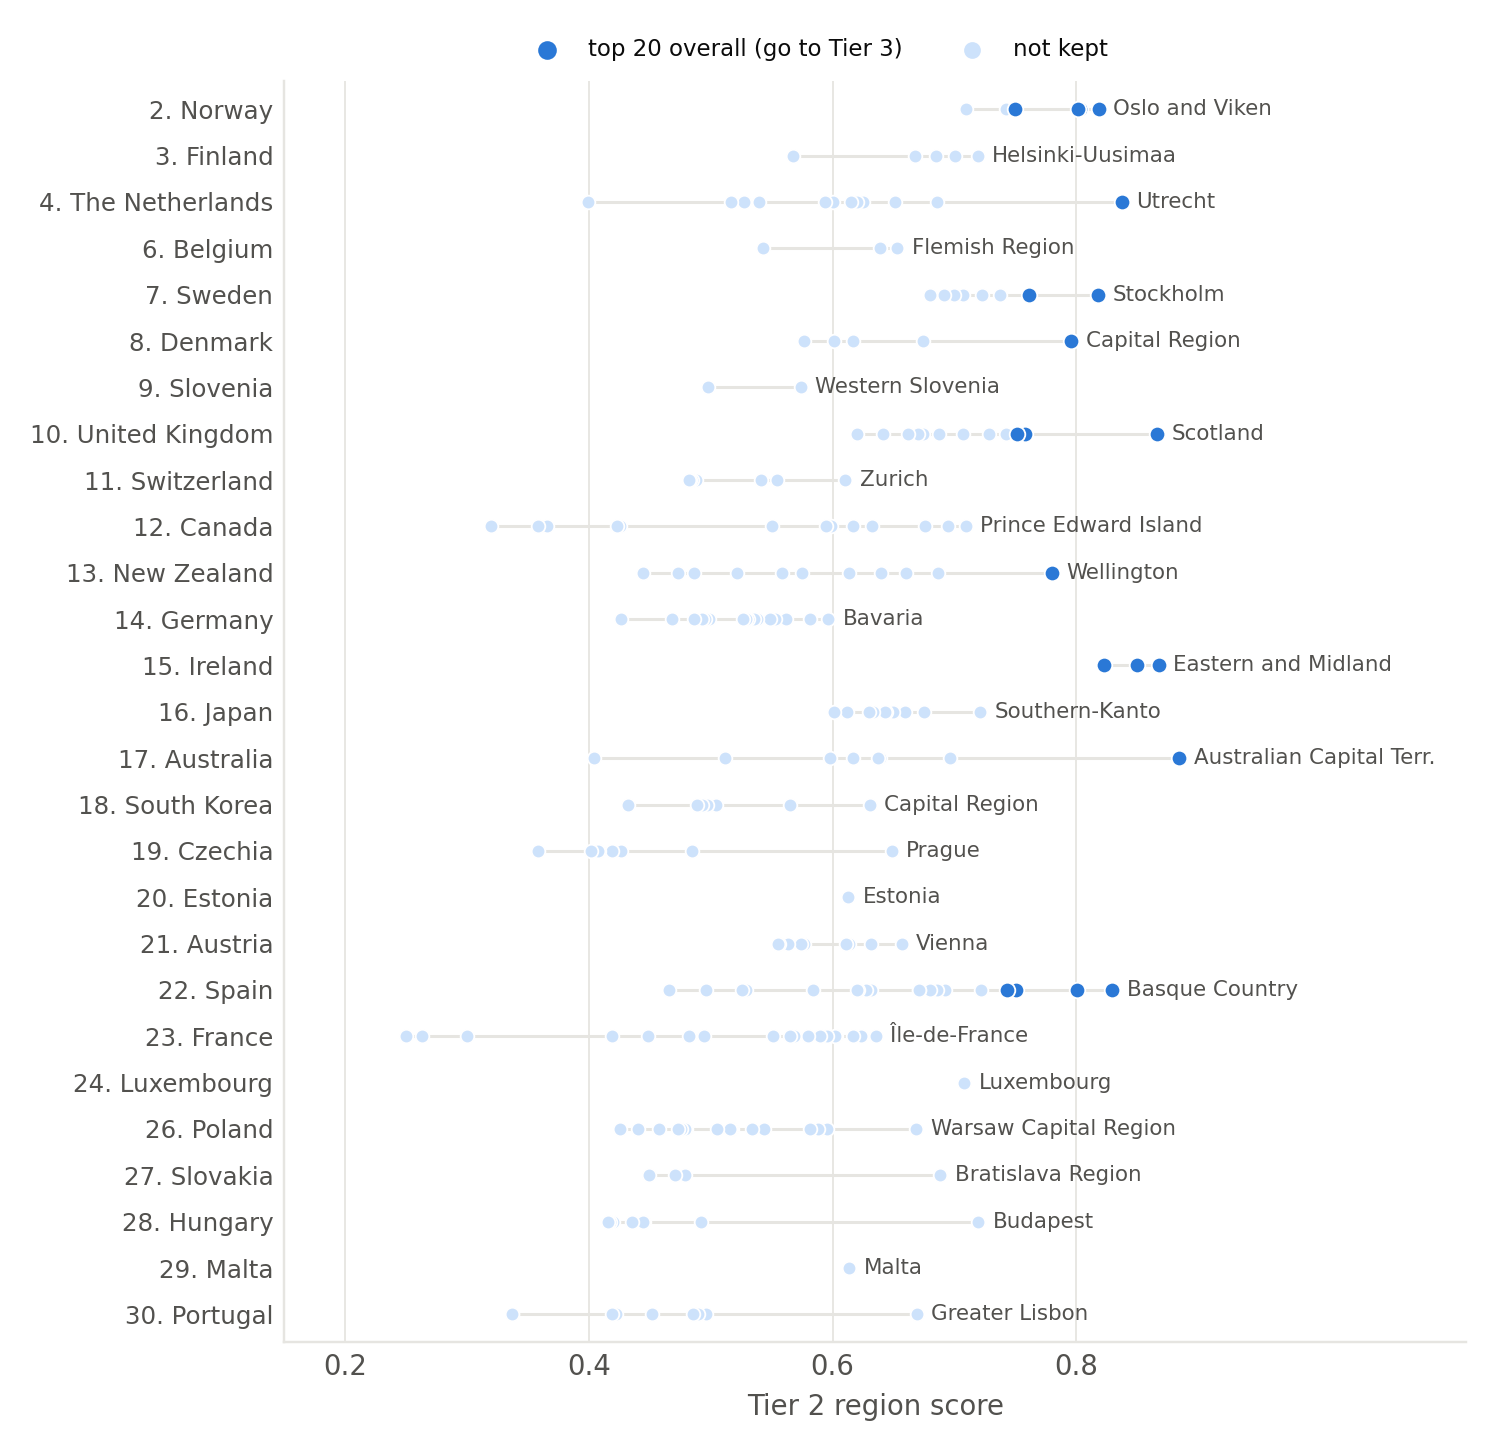 top 20 overall (go to Tier 3) not kept
2. Norway Oslo and Viken
3. Finland Helsinki-Uusimaa
4. The Netherlands Utrecht
6. Belgium Flemish Region
7. Sweden Stockholm
8. Denmark Capital Region
9. Slovenia Western Slovenia
10. United Kingdom Scotland
11. Switzerland Zurich
12. Canada Prince Edward Island
13. New Zealand Wellington
14. Germany Bavaria
15. Ireland Eastern and Midland
16. Japan Southern-Kanto
17. Australia Australian Capital Terr.
18. South Korea Capital Region
19. Czechia Prague
20. Estonia Estonia
21. Austria Vienna
22. Spain Basque Country
23. France Île-de-France
24. Luxembourg Luxembourg
26. Poland Warsaw Capital Region
27. Slovakia Bratislava Region
28. Hungary Budapest
29. Malta Malta
30. Portugal Greater Lisbon
0.2 0.4 0.6 0.8
Tier 2 region score